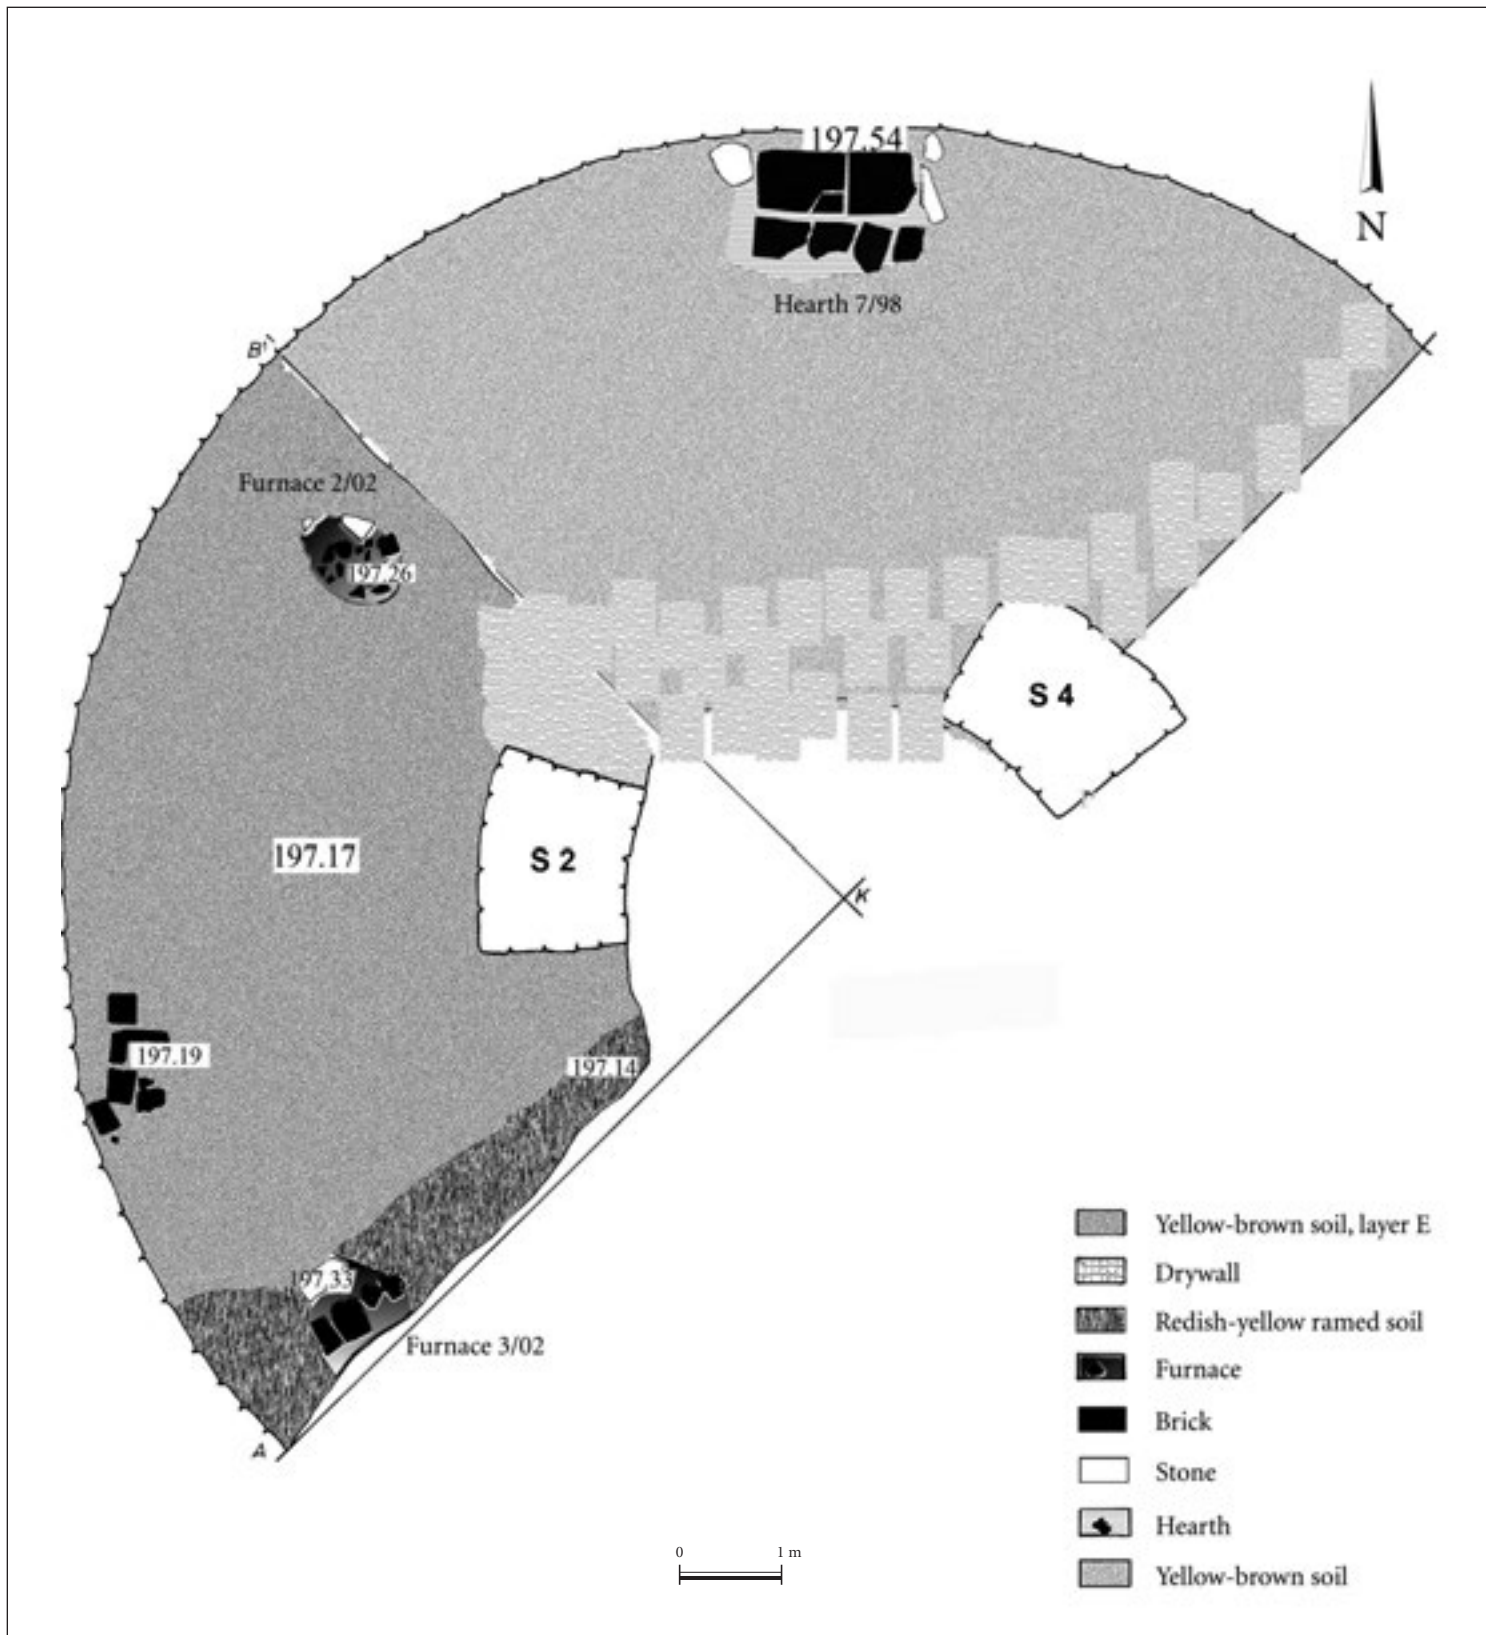 197.54
N
Hearth 7/98
B'
Furnace 2/02
197.26
S 4
197.17
S 2
K
197.19
197.14
197.33
Furnace 3/02
A
Yellow-brown soil, layer E
Drywall
Redish-yellow ramed soil
Furnace
Brick
Stone
Hearth
Yellow-brown soil
0 1 m